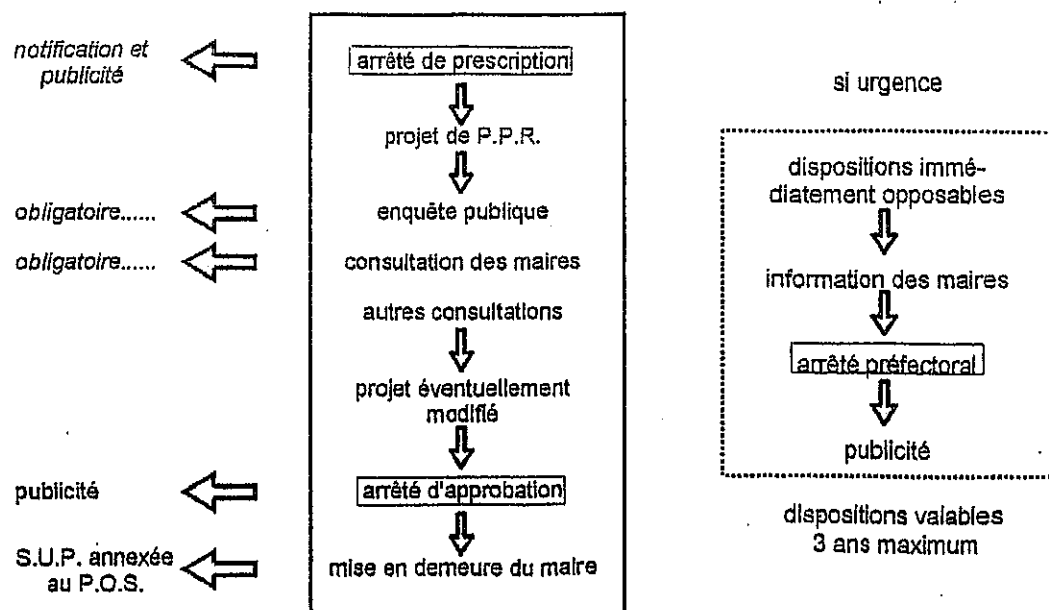 notification et
publicité
arrêté de prescription
projet de P.P.R.
obligatoire......
enquête publique
obligatoire......
consultation des maires
autres consultations
projet éventuellement
modifié
publicité
arrêté d'approbation
S.U.P. annexée
au P.O.S.
mise en demeure du maire
si urgence
dispositions immé-
diatement opposables
information des maires
arrêté préfectoral
publicité
dispositions valables
3 ans maximum